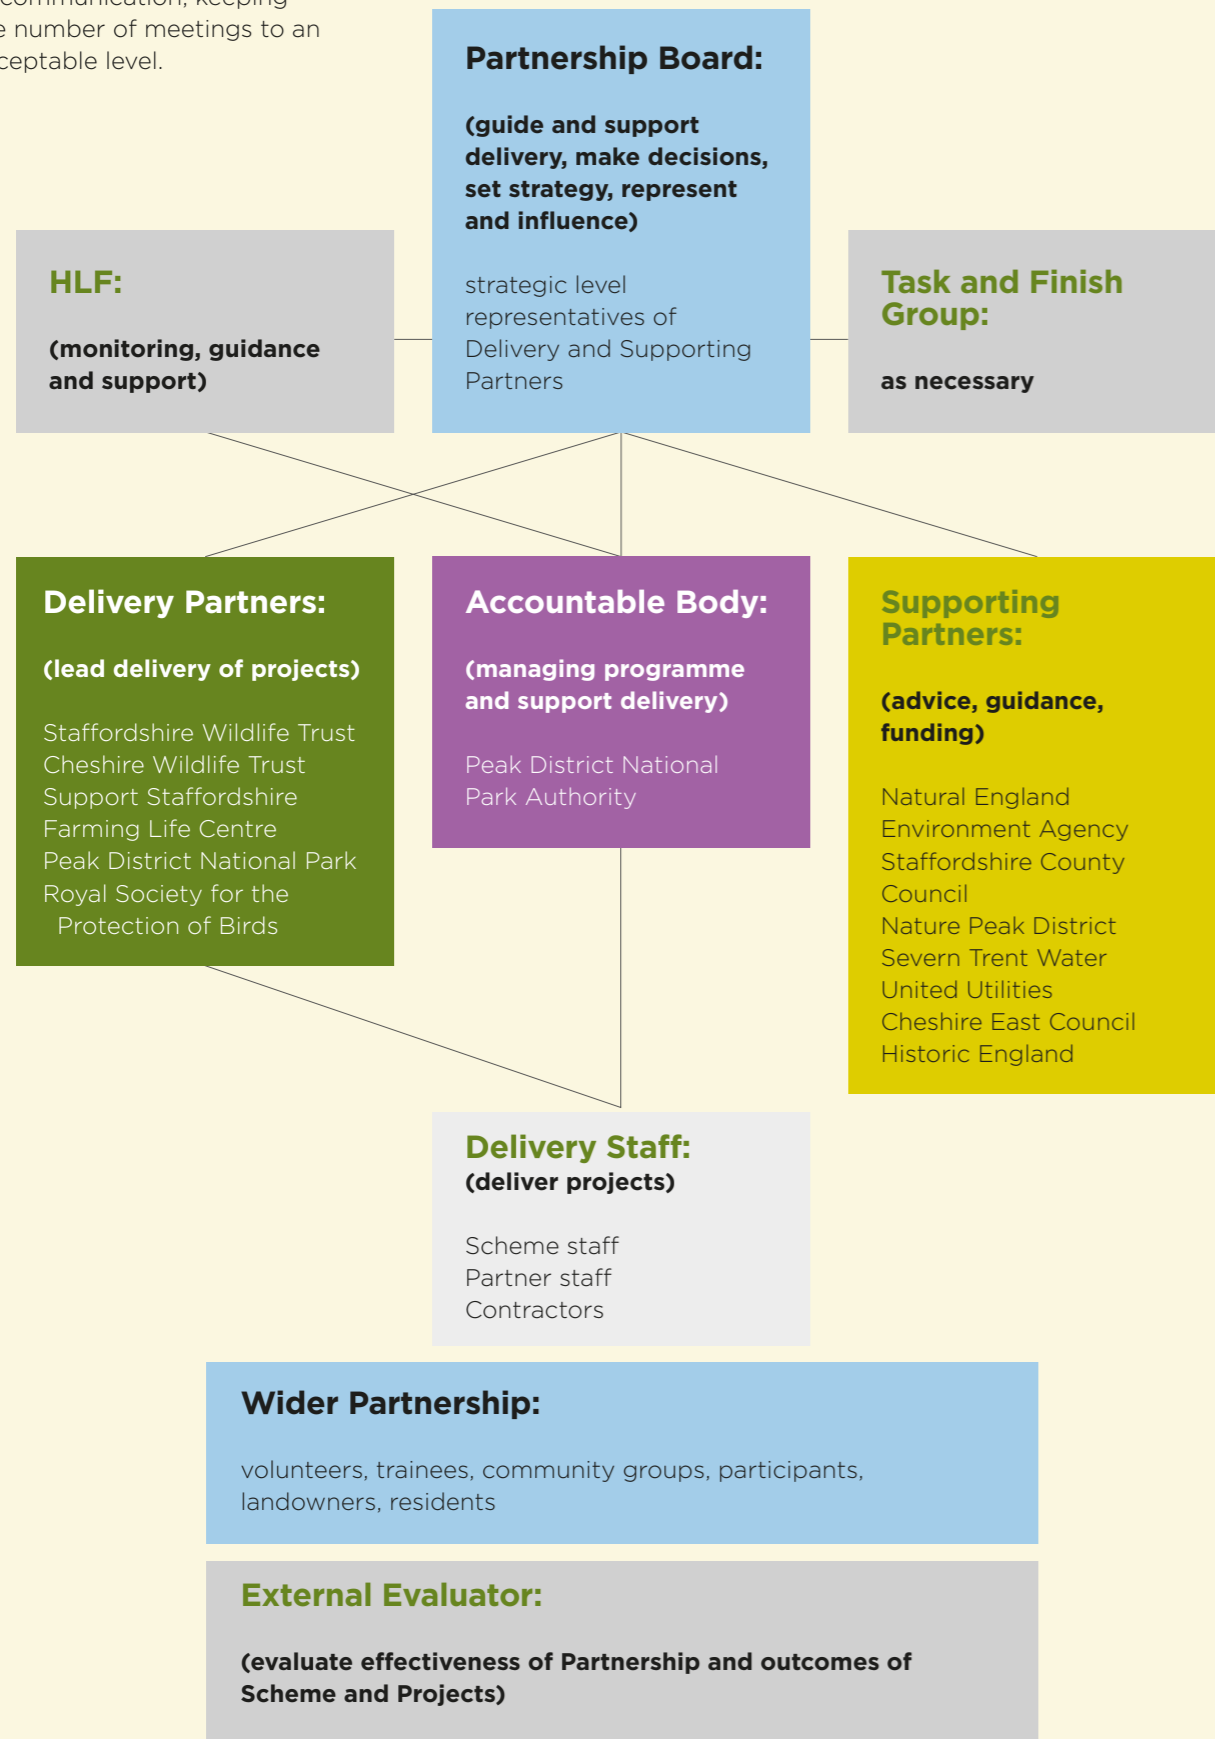 communication, keeping
number of meetings to an
level.
Partnership Board:
(guide and support
delivery, make decisions,
set strategy, represent
and influence)
strategic level
representatives of
Delivery and Supporting
Partners
HLF:
(monitoring, guidance
and support)
Task and Finish
Group:
as necessary
Delivery Partners:
(lead delivery of projects)
Staffordshire Wildlife Trust
Cheshire Wildlife Trust
Support Staffordshire
Farming Life Centre
Peak District National Park
Royal Society for the
Protection of Birds
Accountable Body:
(managing programme
and support delivery)
Peak District National
Park Authority
Supporting
Partners:
(advice, guidance,
funding)
Natural England
Environment Agency
Staffordshire County
Council
Nature Peak District
Severn Trent Water
United Utilities
Cheshire East Council
Historic England
Delivery Staff:
(deliver projects)
Scheme staff
Partner staff
Contractors
Wider Partnership:
volunteers, trainees, community groups, participants,
landowners, residents
External Evaluator:
(evaluate effectiveness of Partnership and outcomes of
Scheme and Projects)